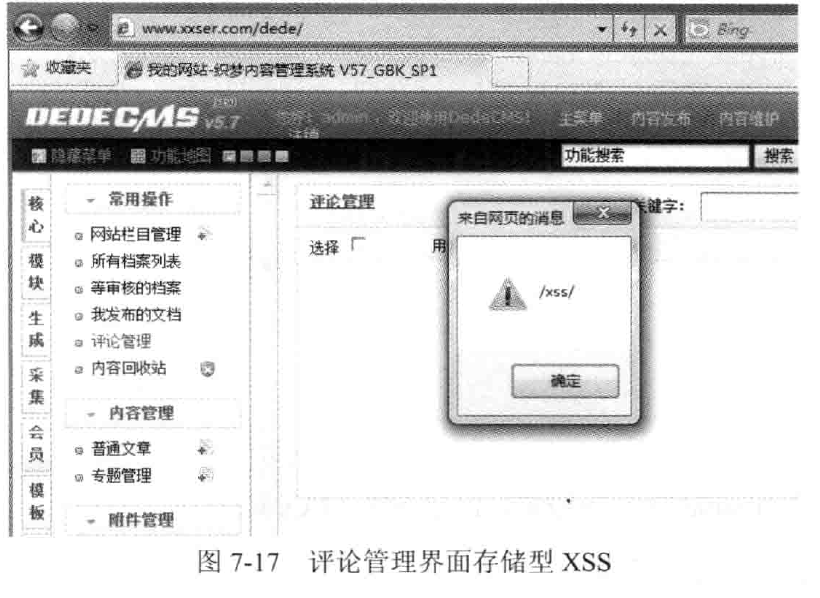 www.xxser.com/dede/
Bing
收藏夹
我的网站-织梦内容管理系统 V57_GBK_SP1
DEDECMS v5.7
你好：admin ，欢迎使用DedeCMS！
主菜单 内容发布 内容维护
注销
隐藏菜单 功能地图
功能搜索
搜索
核心
模块
生成
采集
会员
模板
常用操作
网站栏目管理
所有档案列表
等审核的档案
我发布的文档
评论管理
内容回收站
内容管理
普通文章
专题管理
附件管理
评论管理
关键字：
选择
用
来自网页的消息
/xss/
确定
图 7-17 评论管理界面存储型 XSS